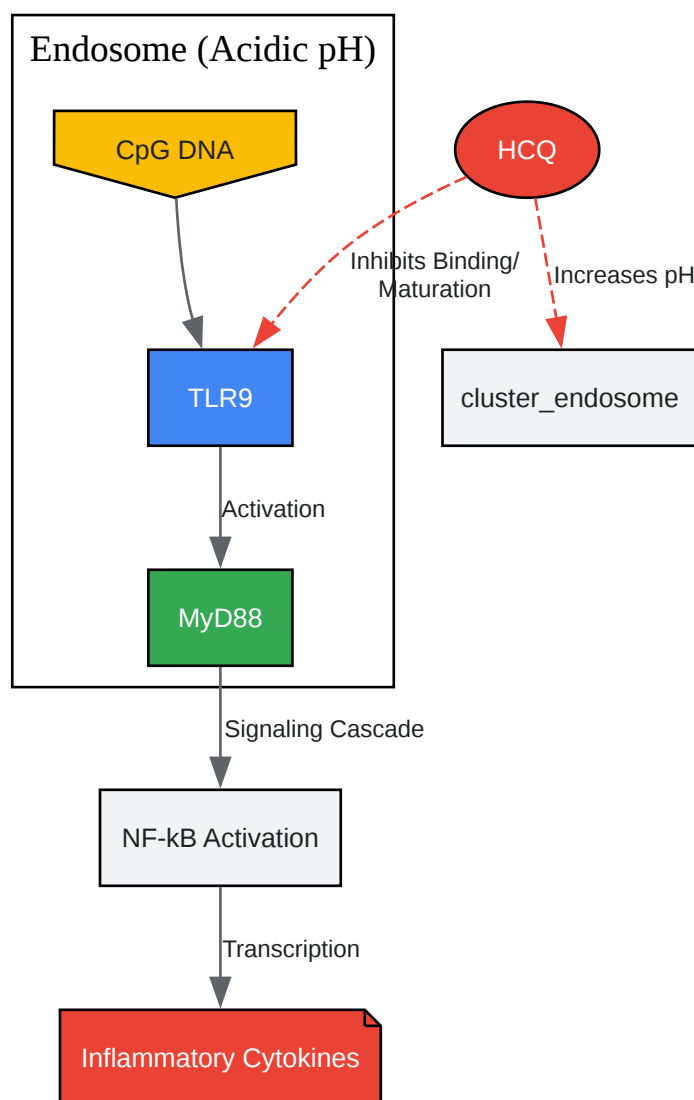 Endosome (Acidic pH)
CpG DNA
HCQ
Inhibits Binding/
Maturation
Increases pH
TLR9
cluster_endosome
Activation
MyD88
Signaling Cascade
NF-kB Activation
Transcription
Inflammatory Cytokines